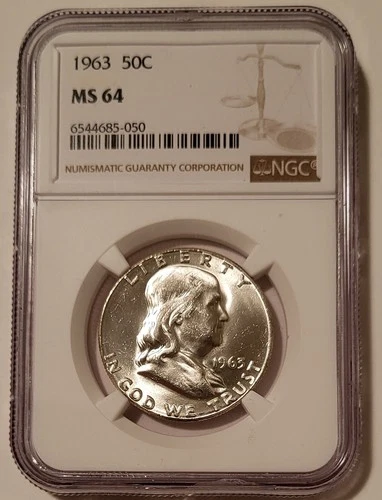 1963 50C
MS 64
6544685-050
NUMISMATIC GUARANTY CORPORATION
NGC®
LIBERTY
1963
IN GOD WE TRUST